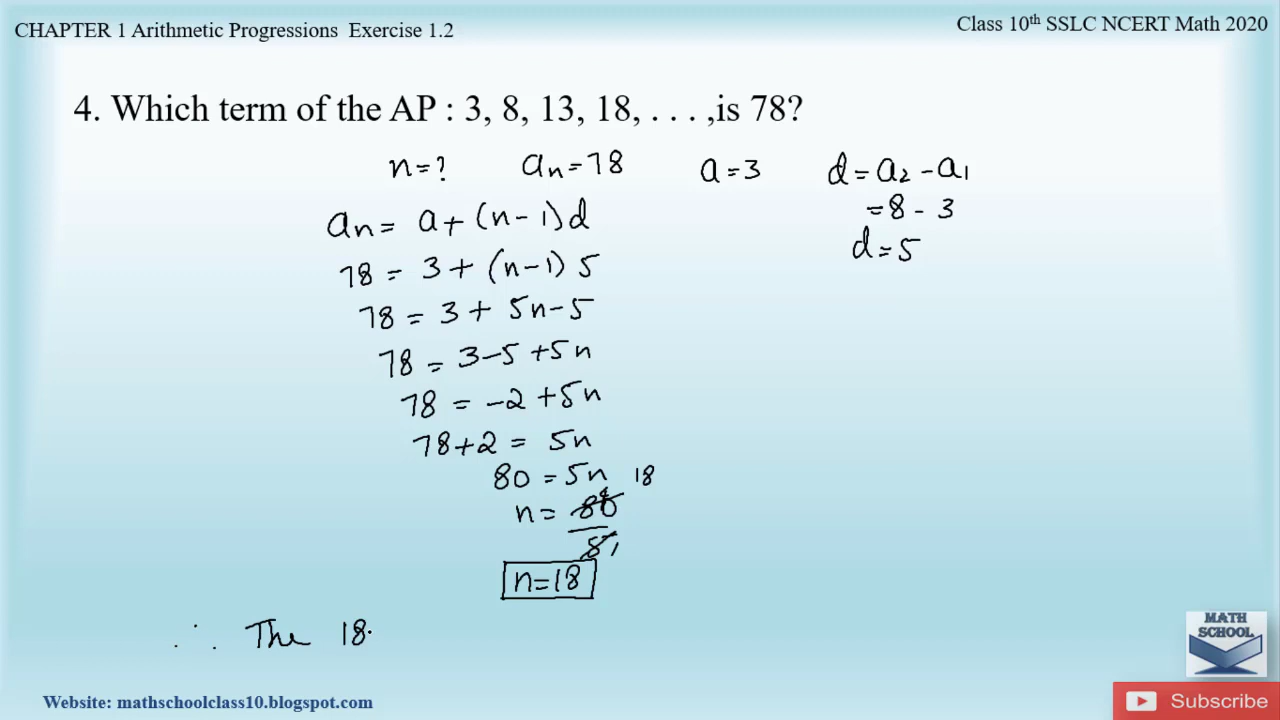 CHAPTER 1 Arithmetic Progressions Exercise 1.2
Class 10th SSLC NCERT Math 2020
4. Which term of the AP : 3, 8, 13, 18, . . . ,is 78?
n = ? an = 78 a = 3 d = a2 - a1
= 8 - 3
d = 5
an = a + (n - 1) d
78 = 3 + (n - 1) 5
78 = 3 + 5n - 5
78 = 3 - 5 + 5n
78 = -2 + 5n
78 + 2 = 5n
80 = 5n 18
n =
n = 18
∴ The 18.
MATH
SCHOOL
Website: mathschoolclass10.blogspot.com
Subscribe